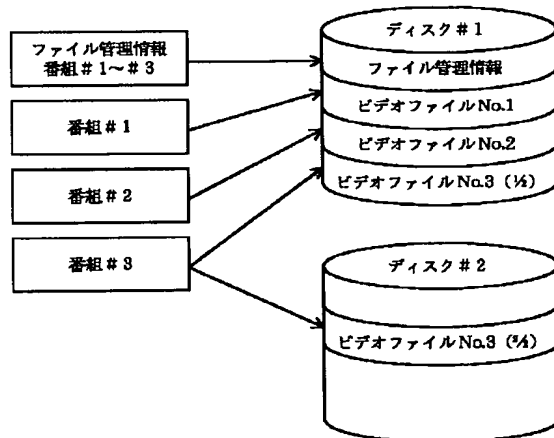 ファイル管理情報
番組＃1～＃3
番組＃1
番組＃2
番組＃3
ディスク＃1
ファイル管理情報
ビデオファイルNo.1
ビデオファイルNo.2
ビデオファイルNo.3（½）
ディスク＃2
ビデオファイルNo.3